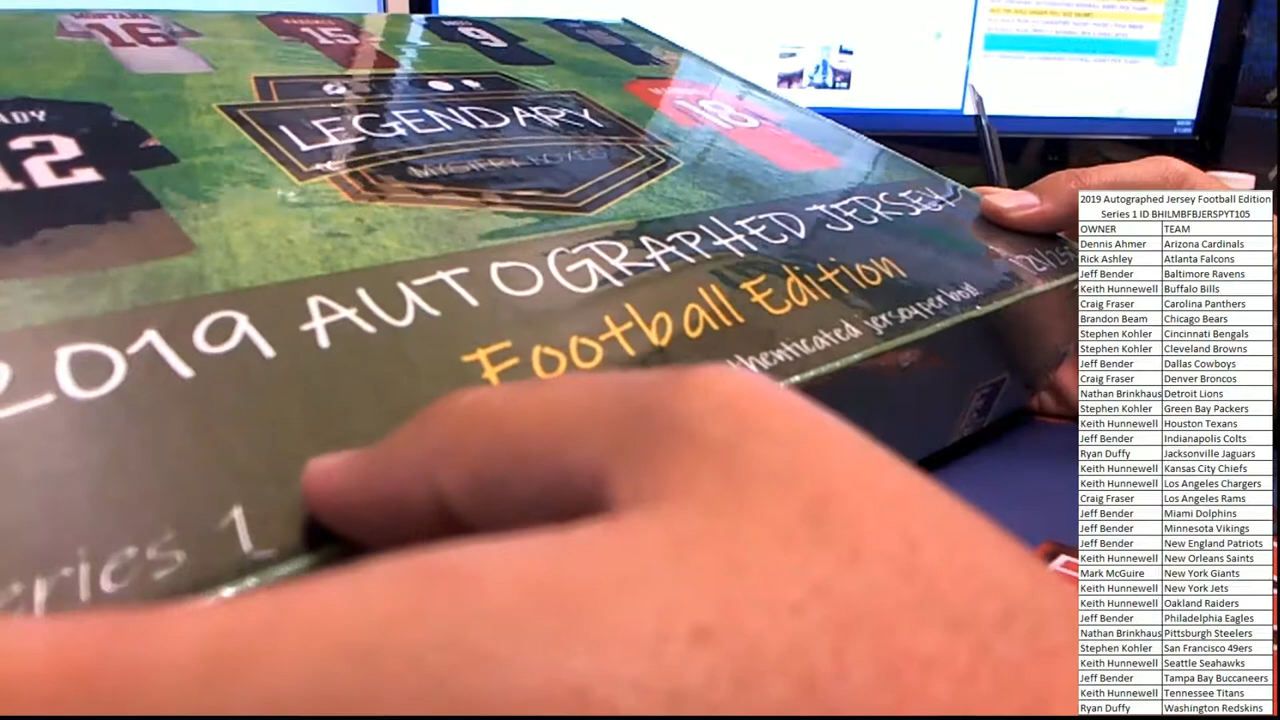 MONTANA
16
15
BREES
9
LEGENDARY
MYSTERY BOXES
18
12
2019 AUTOGRAPHED JERSEY
Football Edition
jersey per box!
Series 1
2019 Autographed Jersey Football Edition
Series 1 ID BHILMBFBJERSPYT105
OWNER TEAM
Dennis Ahmer Arizona Cardinals
Rick Ashley Atlanta Falcons
Jeff Bender Baltimore Ravens
Keith Hunnewell Buffalo Bills
Craig Fraser Carolina Panthers
Brandon Beam Chicago Bears
Stephen Kohler Cincinnati Bengals
Stephen Kohler Cleveland Browns
Jeff Bender Dallas Cowboys
Craig Fraser Denver Broncos
Nathan Brinkhaus Detroit Lions
Stephen Kohler Green Bay Packers
Keith Hunnewell Houston Texans
Jeff Bender Indianapolis Colts
Ryan Duffy Jacksonville Jaguars
Keith Hunnewell Kansas City Chiefs
Keith Hunnewell Los Angeles Chargers
Craig Fraser Los Angeles Rams
Jeff Bender Miami Dolphins
Jeff Bender Minnesota Vikings
Jeff Bender New England Patriots
Keith Hunnewell New Orleans Saints
Mark McGuire New York Giants
Keith Hunnewell New York Jets
Keith Hunnewell Oakland Raiders
Jeff Bender Philadelphia Eagles
Nathan Brinkhaus Pittsburgh Steelers
Stephen Kohler San Francisco 49ers
Keith Hunnewell Seattle Seahawks
Jeff Bender Tampa Bay Buccaneers
Keith Hunnewell Tennessee Titans
Ryan Duffy Washington Redskins